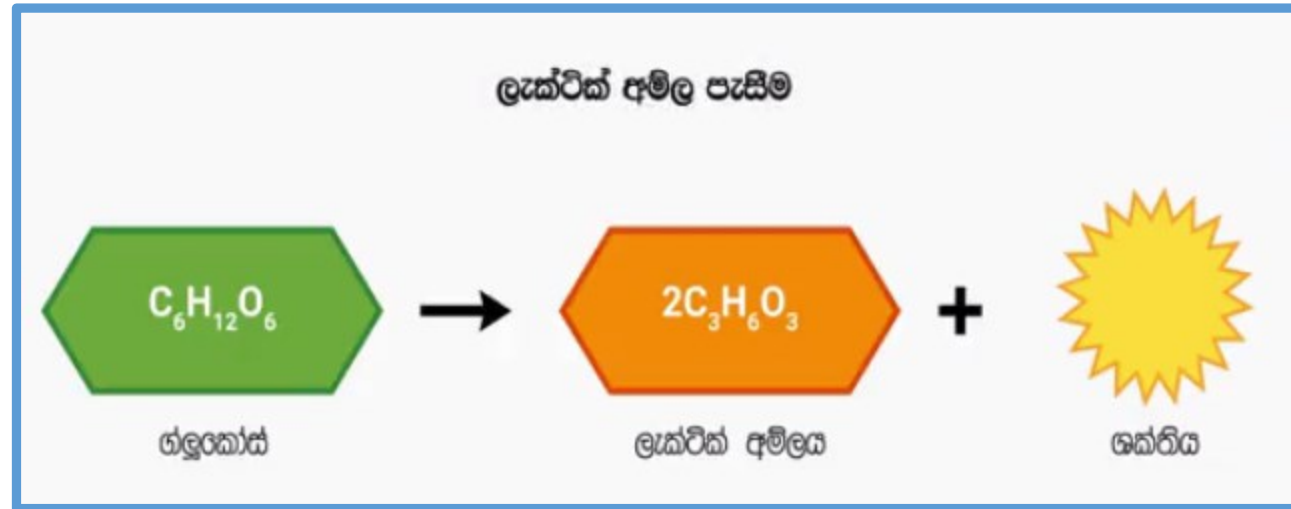 ලැක්ටික් අම්ල පැසීම
C₆H₁₂O₆ → 2C₃H₆O₃ +
ග්ලූකෝස් ලැක්ටික් අම්ලය ශක්තිය